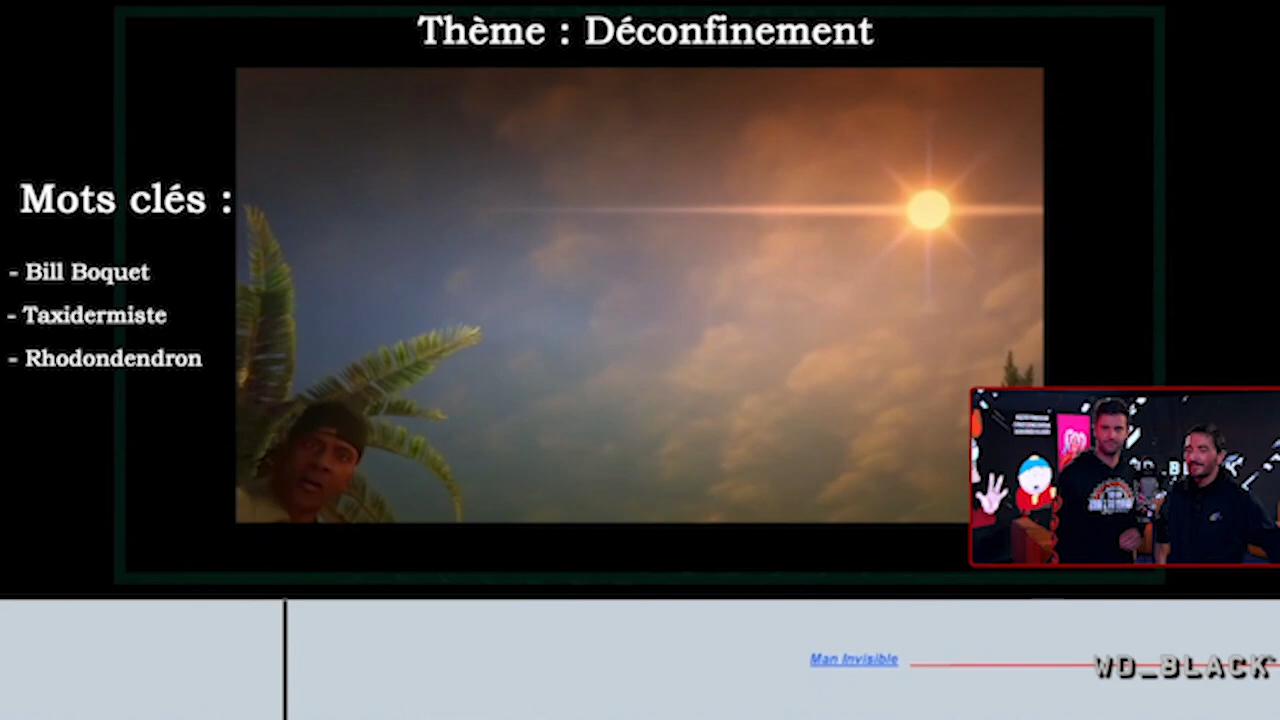 Thème : Déconfinement
Mots clés :
- Bill Boquet
- Taxidermiste
- Rhodondendron
Man Invisible
WD_BLACK